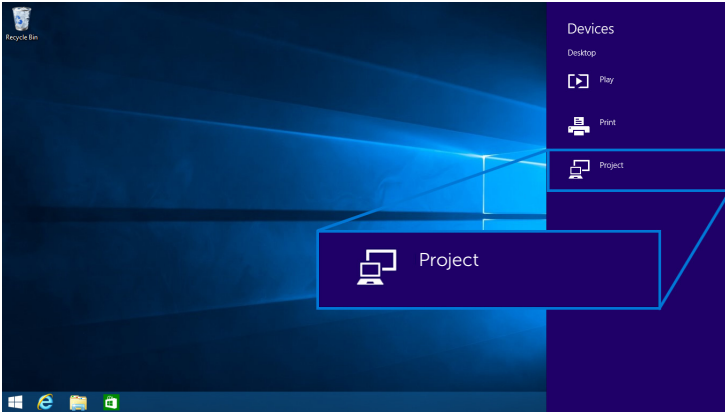 Recycle Bin
Devices
Desktop
Play
Print
Project
Project